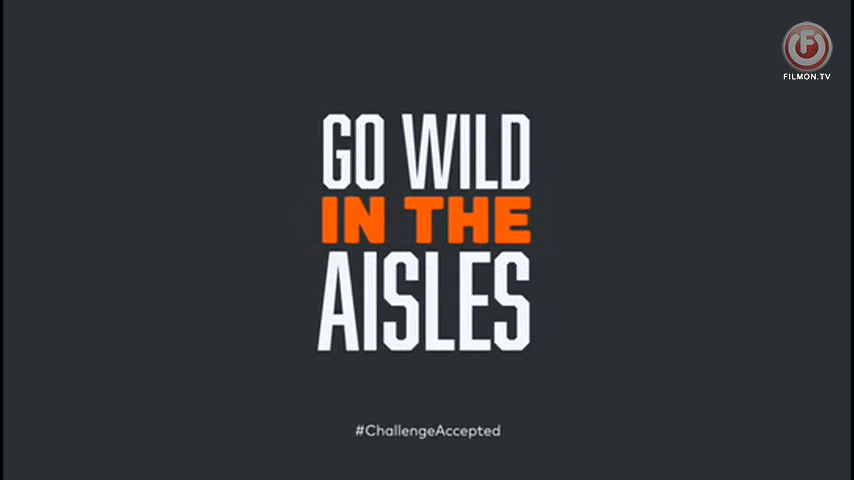 F
FILMON.TV
GO WILD
IN THE
AISLES
#ChallengeAccepted